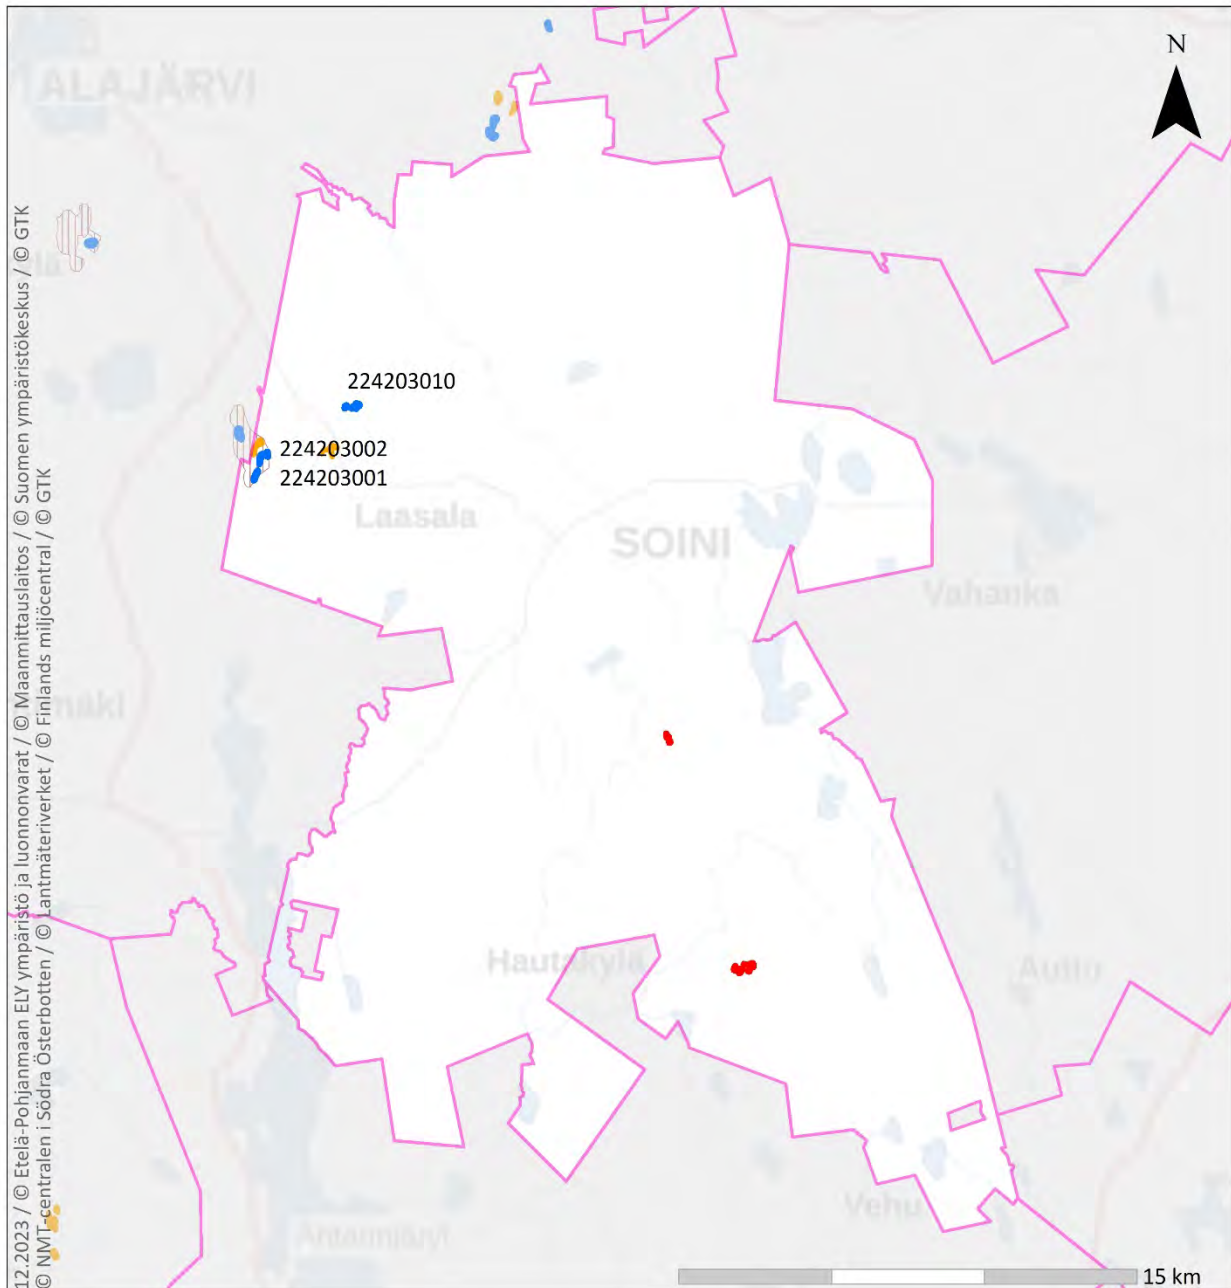 N
ALAJÄRVI
224203010
224203002
224203001
Laasala
SOINI
Vahanka
Hautakylä
Autio
Vehu
Ähtärinjärvi
15 km
12.2023 / © Etelä-Pohjanmaan ELY ympäristö ja luonnonvarat / © Maanmittauslaitos / © Suomen ympäristökeskus / © GTK
© NMT-centralen i Södra Österbotten / © Lantmäteriverket / © Finlands miljöcentral / © GTK